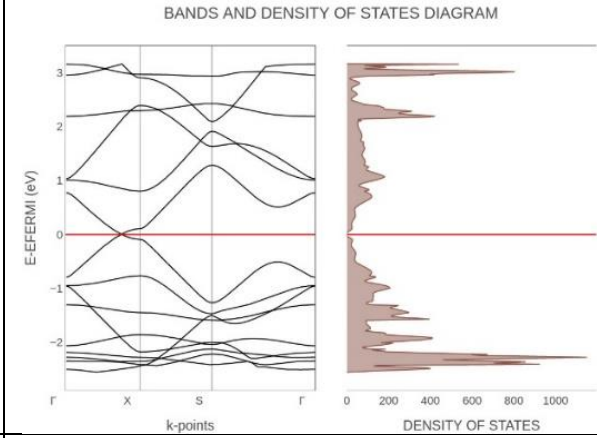 BANDS AND DENSITY OF STATES DIAGRAM
E-EFERMI (eV)
3
2
1
0
−1
−2
Γ X S Γ
k-points
0 200 400 600 800 1000
DENSITY OF STATES